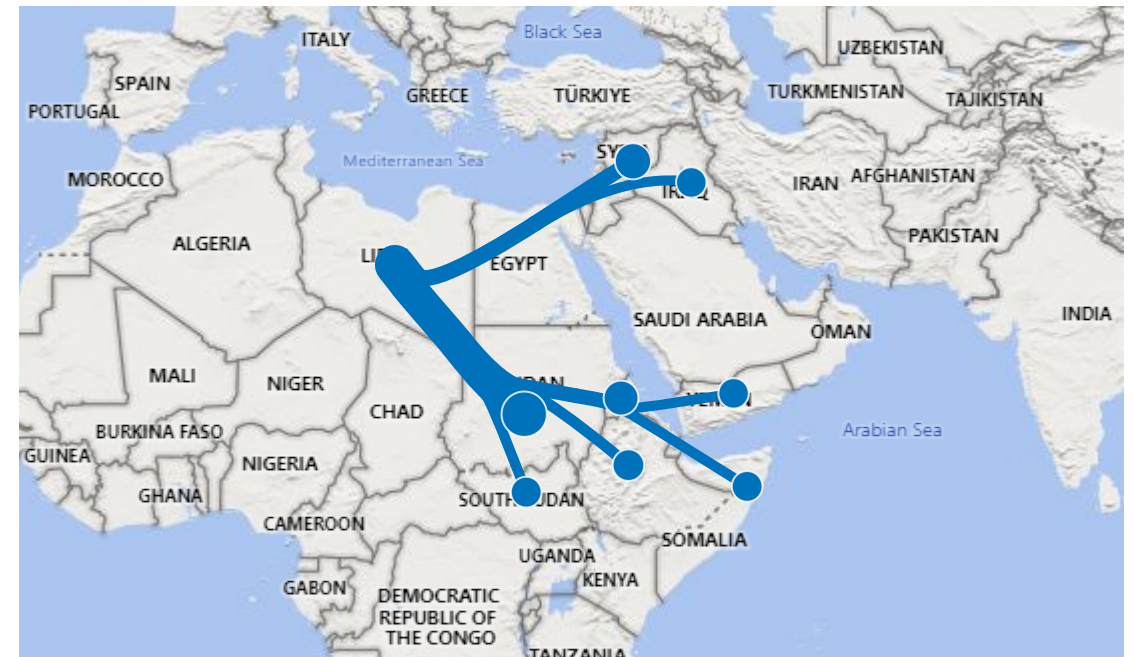 ITALY
Black Sea
UZBEKISTAN
SPAIN
GREECE
TÜRKIYE
TURKMENISTAN
TAJIKISTAN
PORTUGAL
Mediterranean Sea
MOROCCO
IRAN
AFGHANISTAN
PAKISTAN
ALGERIA
EGYPT
SAUDI ARABIA
INDIA
OMAN
MALI
NIGER
CHAD
BURKINA FASO
Arabian Sea
GUINEA
NIGERIA
GHANA
CAMEROON
SOMALIA
UGANDA
KENYA
GABON
DEMOCRATIC
REPUBLIC OF
THE CONGO
TANZANIA